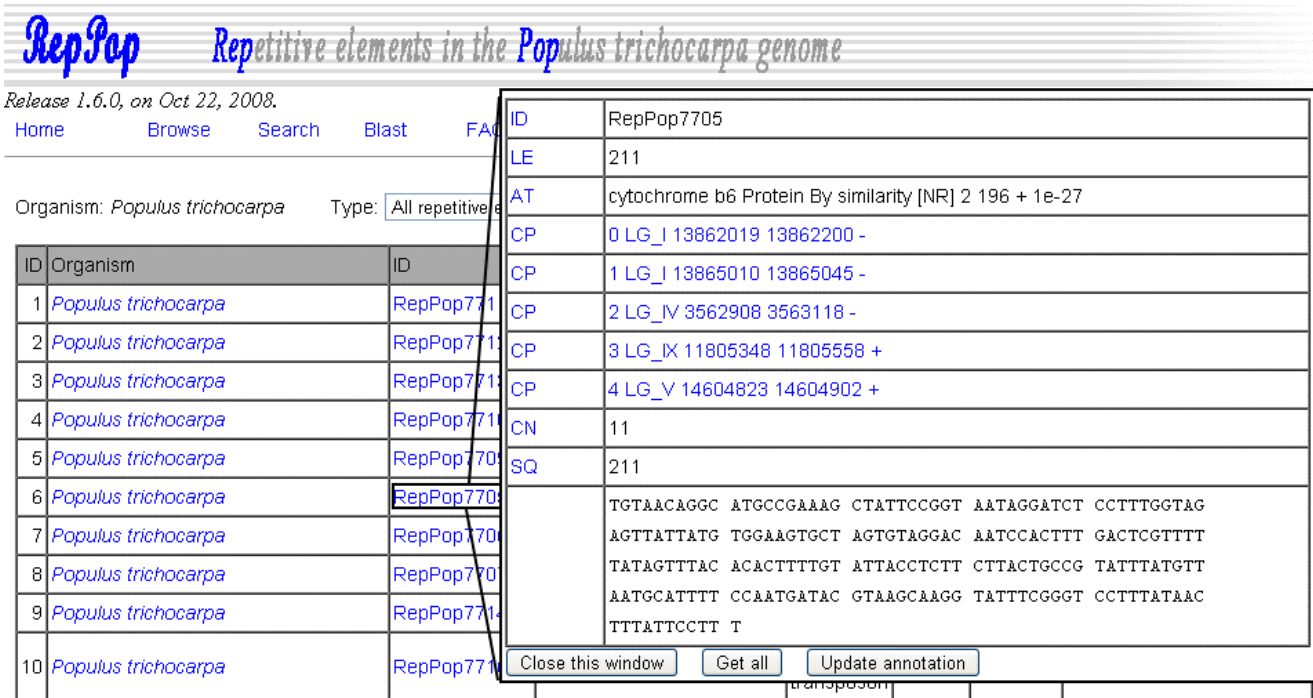 RepPop Repetitive elements in the Populus trichocarpa genome
Release 1.6.0, on Oct 22, 2008.
Home Browse Search Blast
Organism: Populus trichocarpa Type: All repetitive
ID Organism ID
1 Populus trichocarpa
2 Populus trichocarpa
3 Populus trichocarpa
4 Populus trichocarpa
5 Populus trichocarpa
6 Populus trichocarpa
7 Populus trichocarpa
8 Populus trichocarpa
9 Populus trichocarpa
10 Populus trichocarpa
ID RepPop7705
LE 211
AT cytochrome b6 Protein By similarity [NR] 2 196 + 1e-27
CP 0 LG_I 13862019 13862200 -
CP 1 LG_I 13865010 13865045 -
CP 2 LG_IV 3562908 3563118 -
CP 3 LG_IX 11805348 11805558 +
CP 4 LG_V 14604823 14604902 +
CN 11
SQ 211
TGTAACAGGC ATGCCGAAAG CTATTCCGGT AATAGGATCT CCTTTGGTAG
AGTTATTATG TGGAAGTGCT AGTGTAGGAC AATCCACTTT GACTCGTTTT
TATAGTTTAC ACACTTTTGT ATTACCTCTT CTTACTGCCG TATTTATGTT
AATGCATTTT CCAATGATAC GTAAGCAAGG TATTTCGGGT CCTTTATAAC
TTTATTCCTT T
Close this window Get all Update annotation